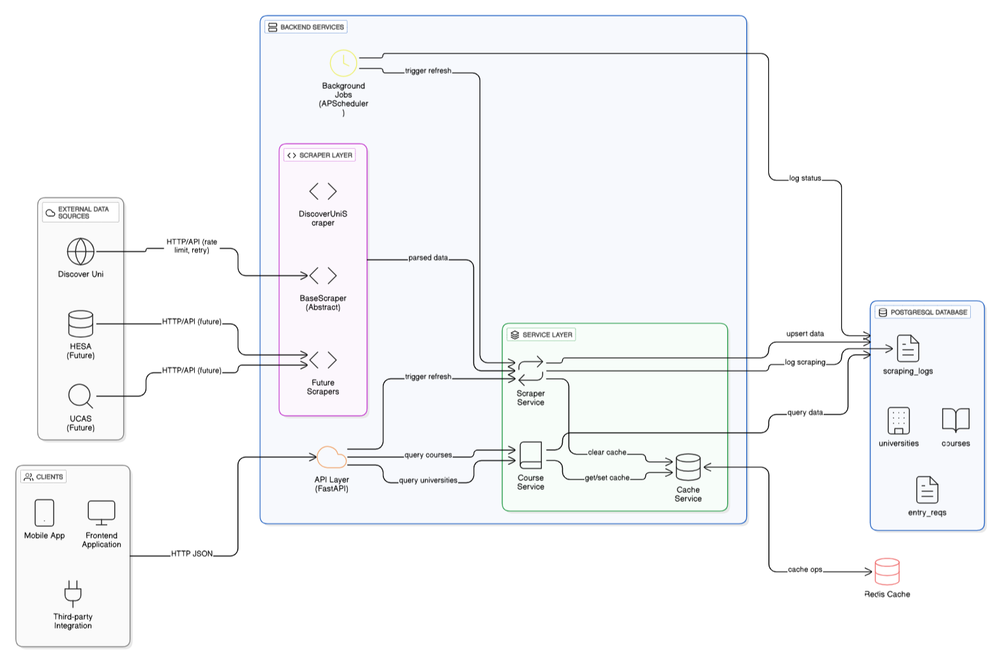 BACKEND SERVICES
trigger refresh
Background
Jobs
(APScheduler
)
SCRAPER LAYER
DiscoverUniS
craper
BaseScraper
(Abstract)
Future
Scrapers
EXTERNAL DATA
SOURCES
Discover Uni
HESA
(Future)
UCAS
(Future)
HTTP/API (rate
limit, retry)
HTTP/API (future)
HTTP/API (future)
parsed data
log status
trigger refresh
SERVICE LAYER
Scraper
Service
Course
Service
clear cache
get/set cache
Cache
Service
upsert data
log scraping
query data
POSTGRESQL DATABASE
scraping_logs
universities
courses
entry_reqs
API Layer
(FastAPI)
query courses
query universities
CLIENTS
Mobile App
Frontend
Application
Third-party
Integration
HTTP JSON
cache ops
Redis Cache